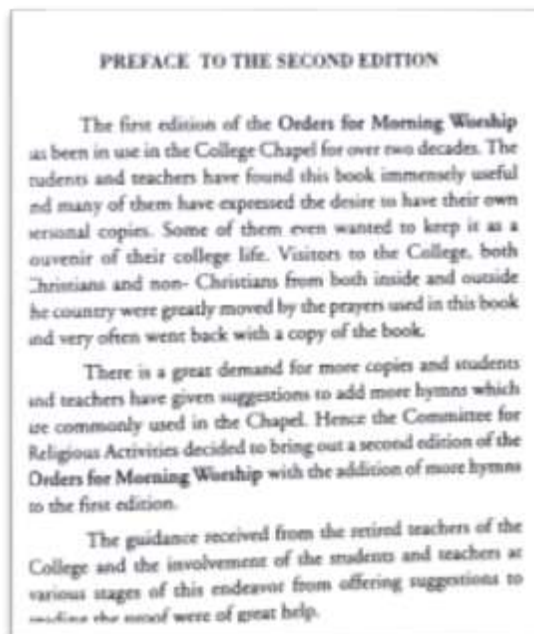 PREFACE TO THE SECOND EDITION
The first edition of the Orders for Morning Worship
as been in use in the College Chapel for over two decades. The
tudents and teachers have found this book immensely useful
nd many of them have expressed the desire to have their own
ersonal copies. Some of them even wanted to keep it as a
ouvenir of their college life. Visitors to the College, both
Christians and non- Christians from both inside and outside
he country were greatly moved by the prayers used in this book
and very often went back with a copy of the book.
There is a great demand for more copies and students
and teachers have given suggestions to add more hymns which
are commonly used in the Chapel. Hence the Committee for
Religious Activities decided to bring out a second edition of the
Orders for Morning Worship with the addition of more hymns
to the first edition.
The guidance received from the retired teachers of the
College and the involvement of the students and teachers at
various stages of this endeavor from offering suggestions to
reading the proof were of great help.